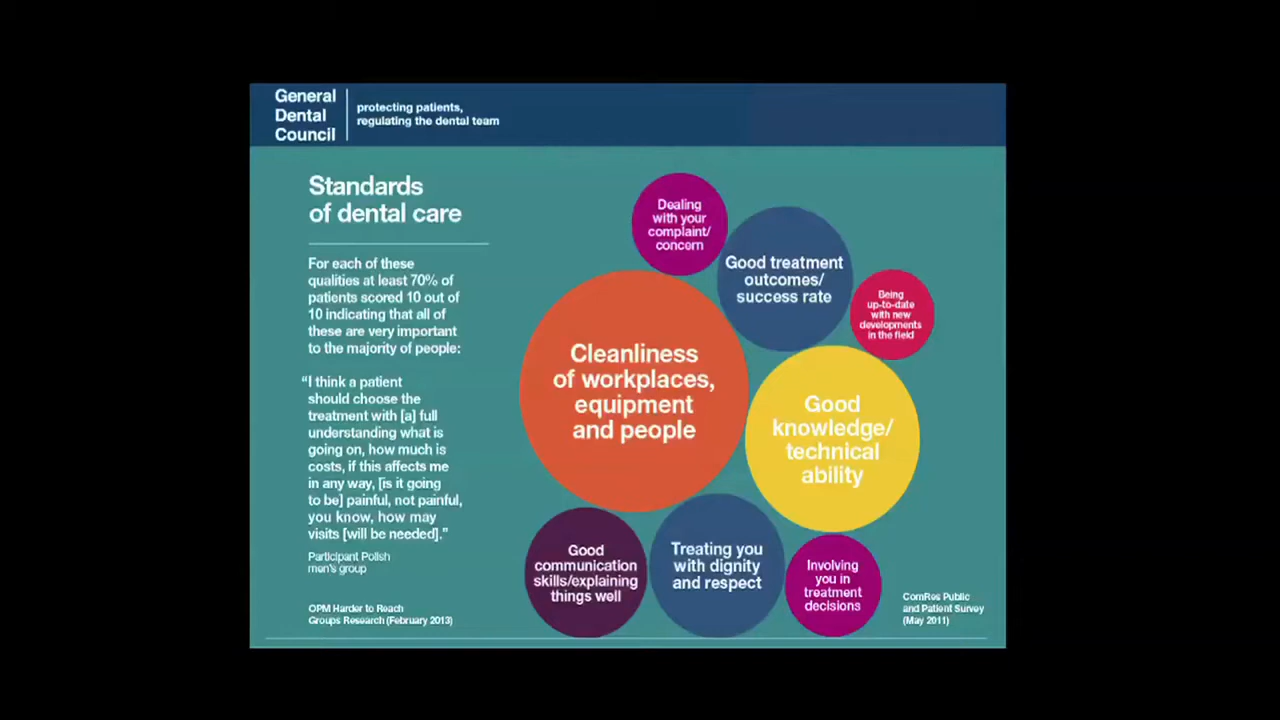 General
Dental
Council
protecting patients,
regulating the dental team
Standards
of dental care
For each of these
qualities at least 70% of
patients scored 10 out of
10 indicating that all of
these are very important
to the majority of people:
“I think a patient
should choose the
treatment with [a] full
understanding what is
going on, how much is
costs, if this affects me
in any way, [is it going
to be] painful, not painful,
you know, how may
visits [will be needed].”
Participant Polish
men's group
OPM Harder to Reach
Groups Research (February 2013)
Dealing
with your
complaint/
concern
Good treatment
outcomes/
success rate
Being
up-to-date
with new
developments
in the field
Cleanliness
of workplaces,
equipment
and people
Good
knowledge/
technical
ability
Good
communication
skills/explaining
things well
Treating you
with dignity
and respect
Involving
you in
treatment
decisions
ComRes Public
and Patient Survey
(May 2011)